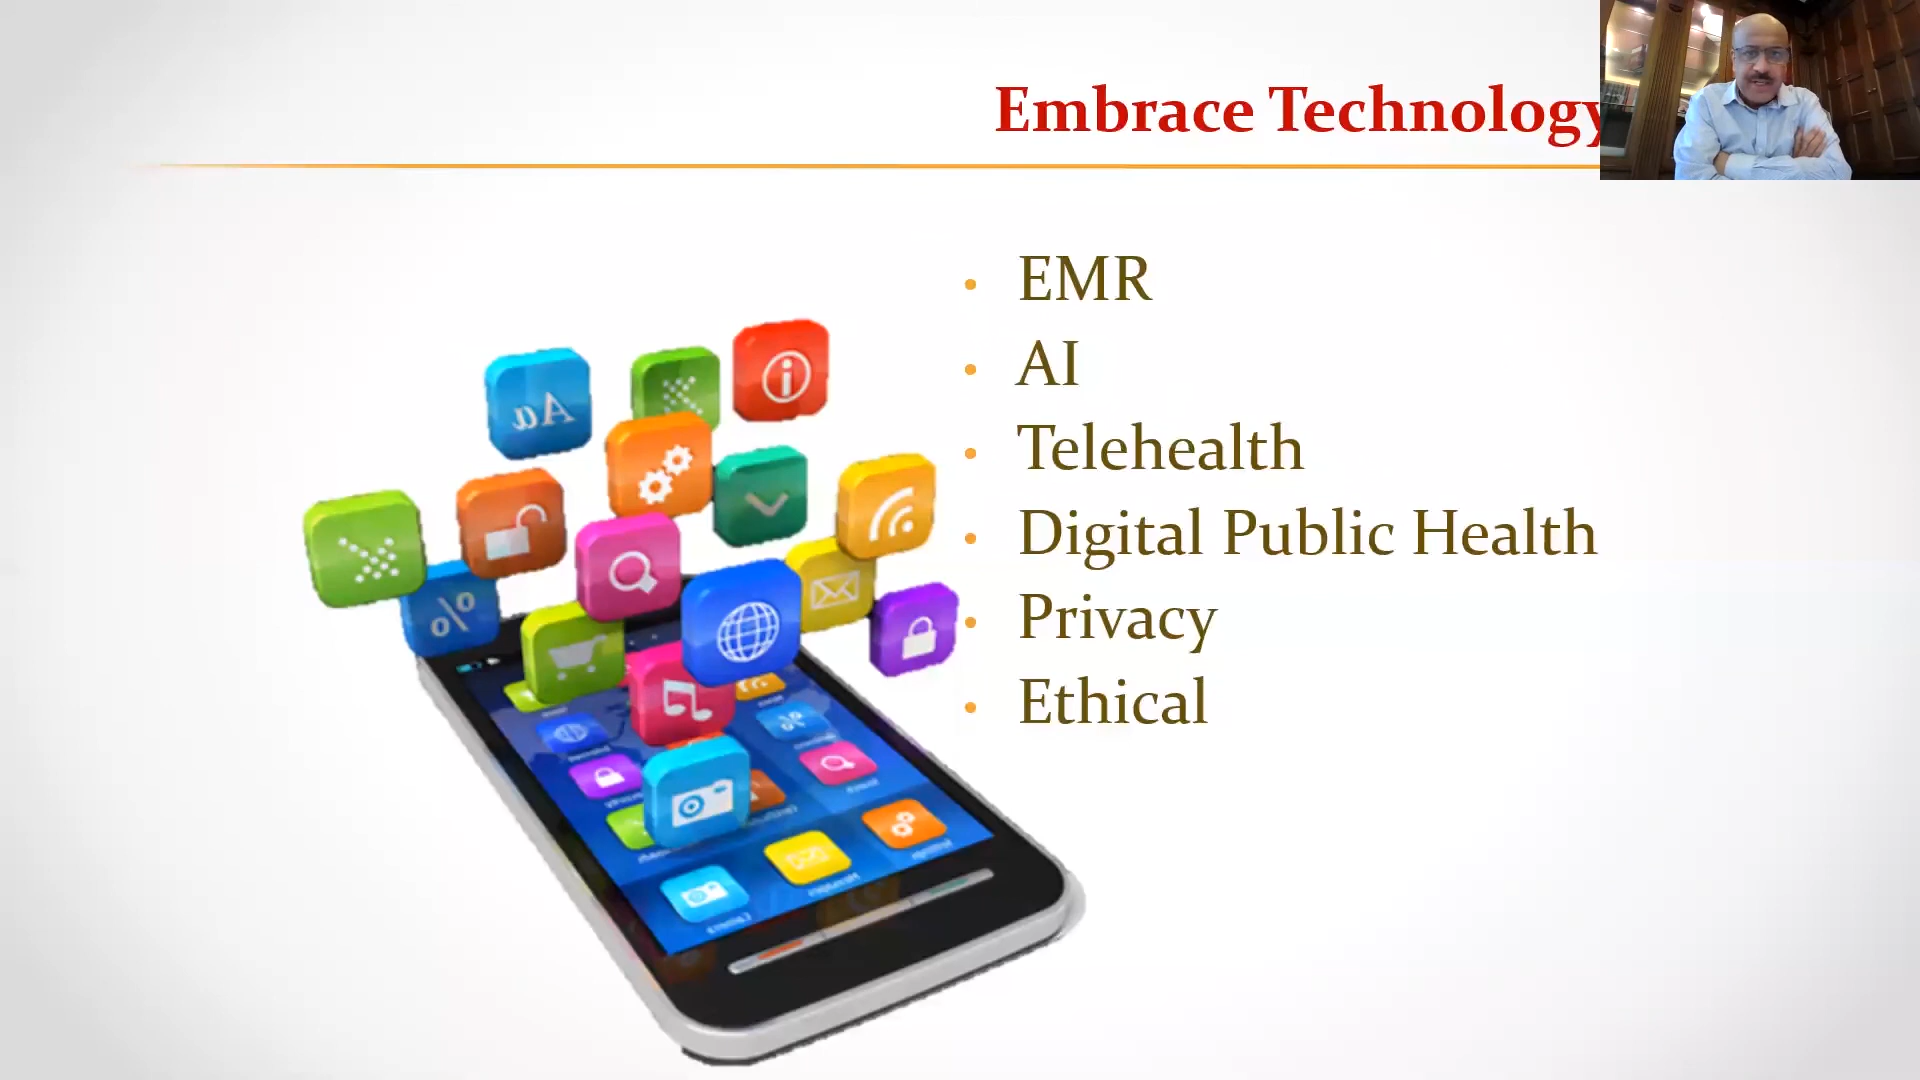 Embrace Technology
• EMR
• AI
• Telehealth
• Digital Public Health
• Privacy
• Ethical